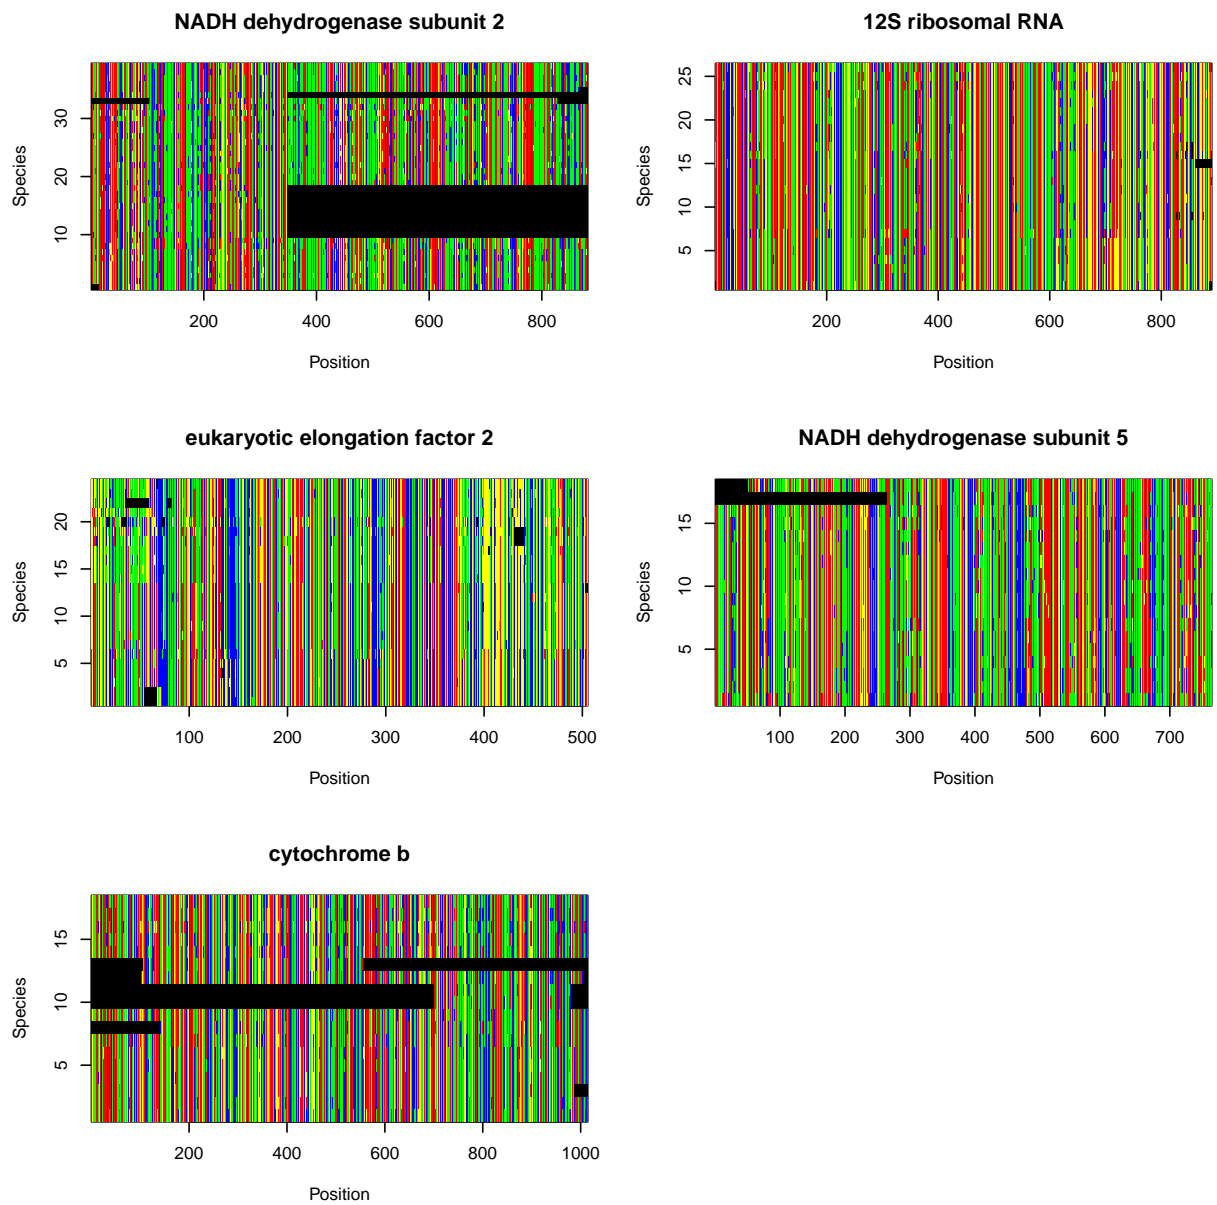 NADH dehydrogenase subunit 2
Species
10
20
30
200
400
600
800
Position
12S ribosomal RNA
Species
5
10
15
20
25
200
400
600
800
Position
eukaryotic elongation factor 2
Species
5
10
15
20
100
200
300
400
500
Position
NADH dehydrogenase subunit 5
Species
5
10
15
100
200
300
400
500
600
700
Position
cytochrome b
Species
5
10
15
200
400
600
800
1000
Position